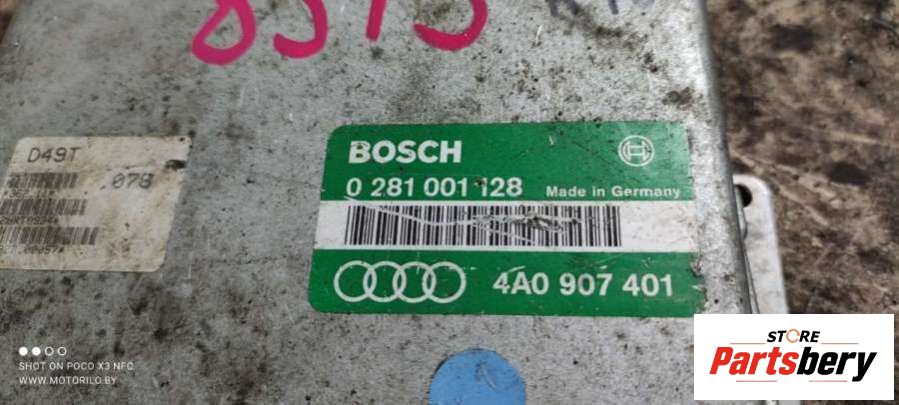 8515
D49T
.078
BOSCH
0 281 001 128 Made in Germany
4A0 907 401
SHOT ON POCO X3 NFC
WWW.MOTORILO.BY
STORE
Partsbery